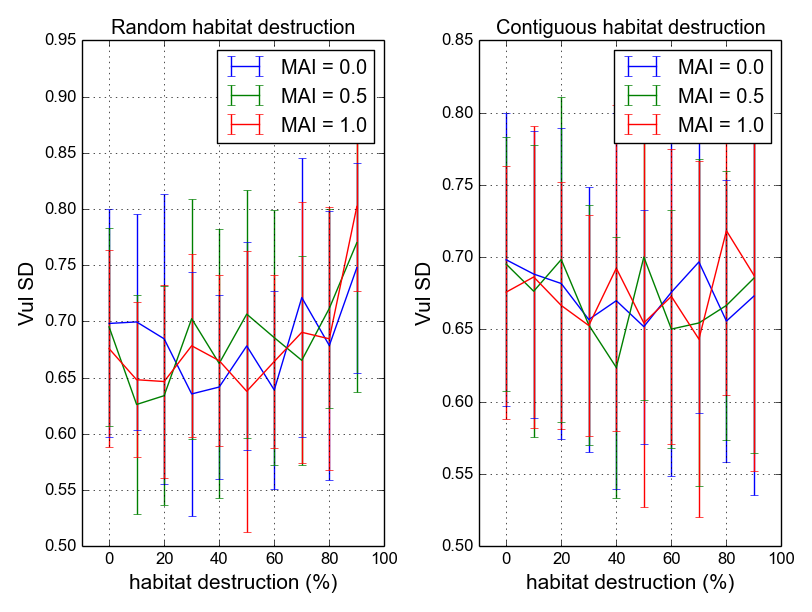 Random habitat destruction
Contiguous habitat destruction
MAI = 0.0
MAI = 0.5
MAI = 1.0
MAI = 0.0
MAI = 0.5
MAI = 1.0
0.95
0.90
0.85
0.80
0.75
0.70
0.65
0.60
0.55
0.50
Vul SD
0 20 40 60 80 100
habitat destruction (%)
0.85
0.80
0.75
0.70
0.65
0.60
0.55
0.50
Vul SD
0 20 40 60 80 100
habitat destruction (%)